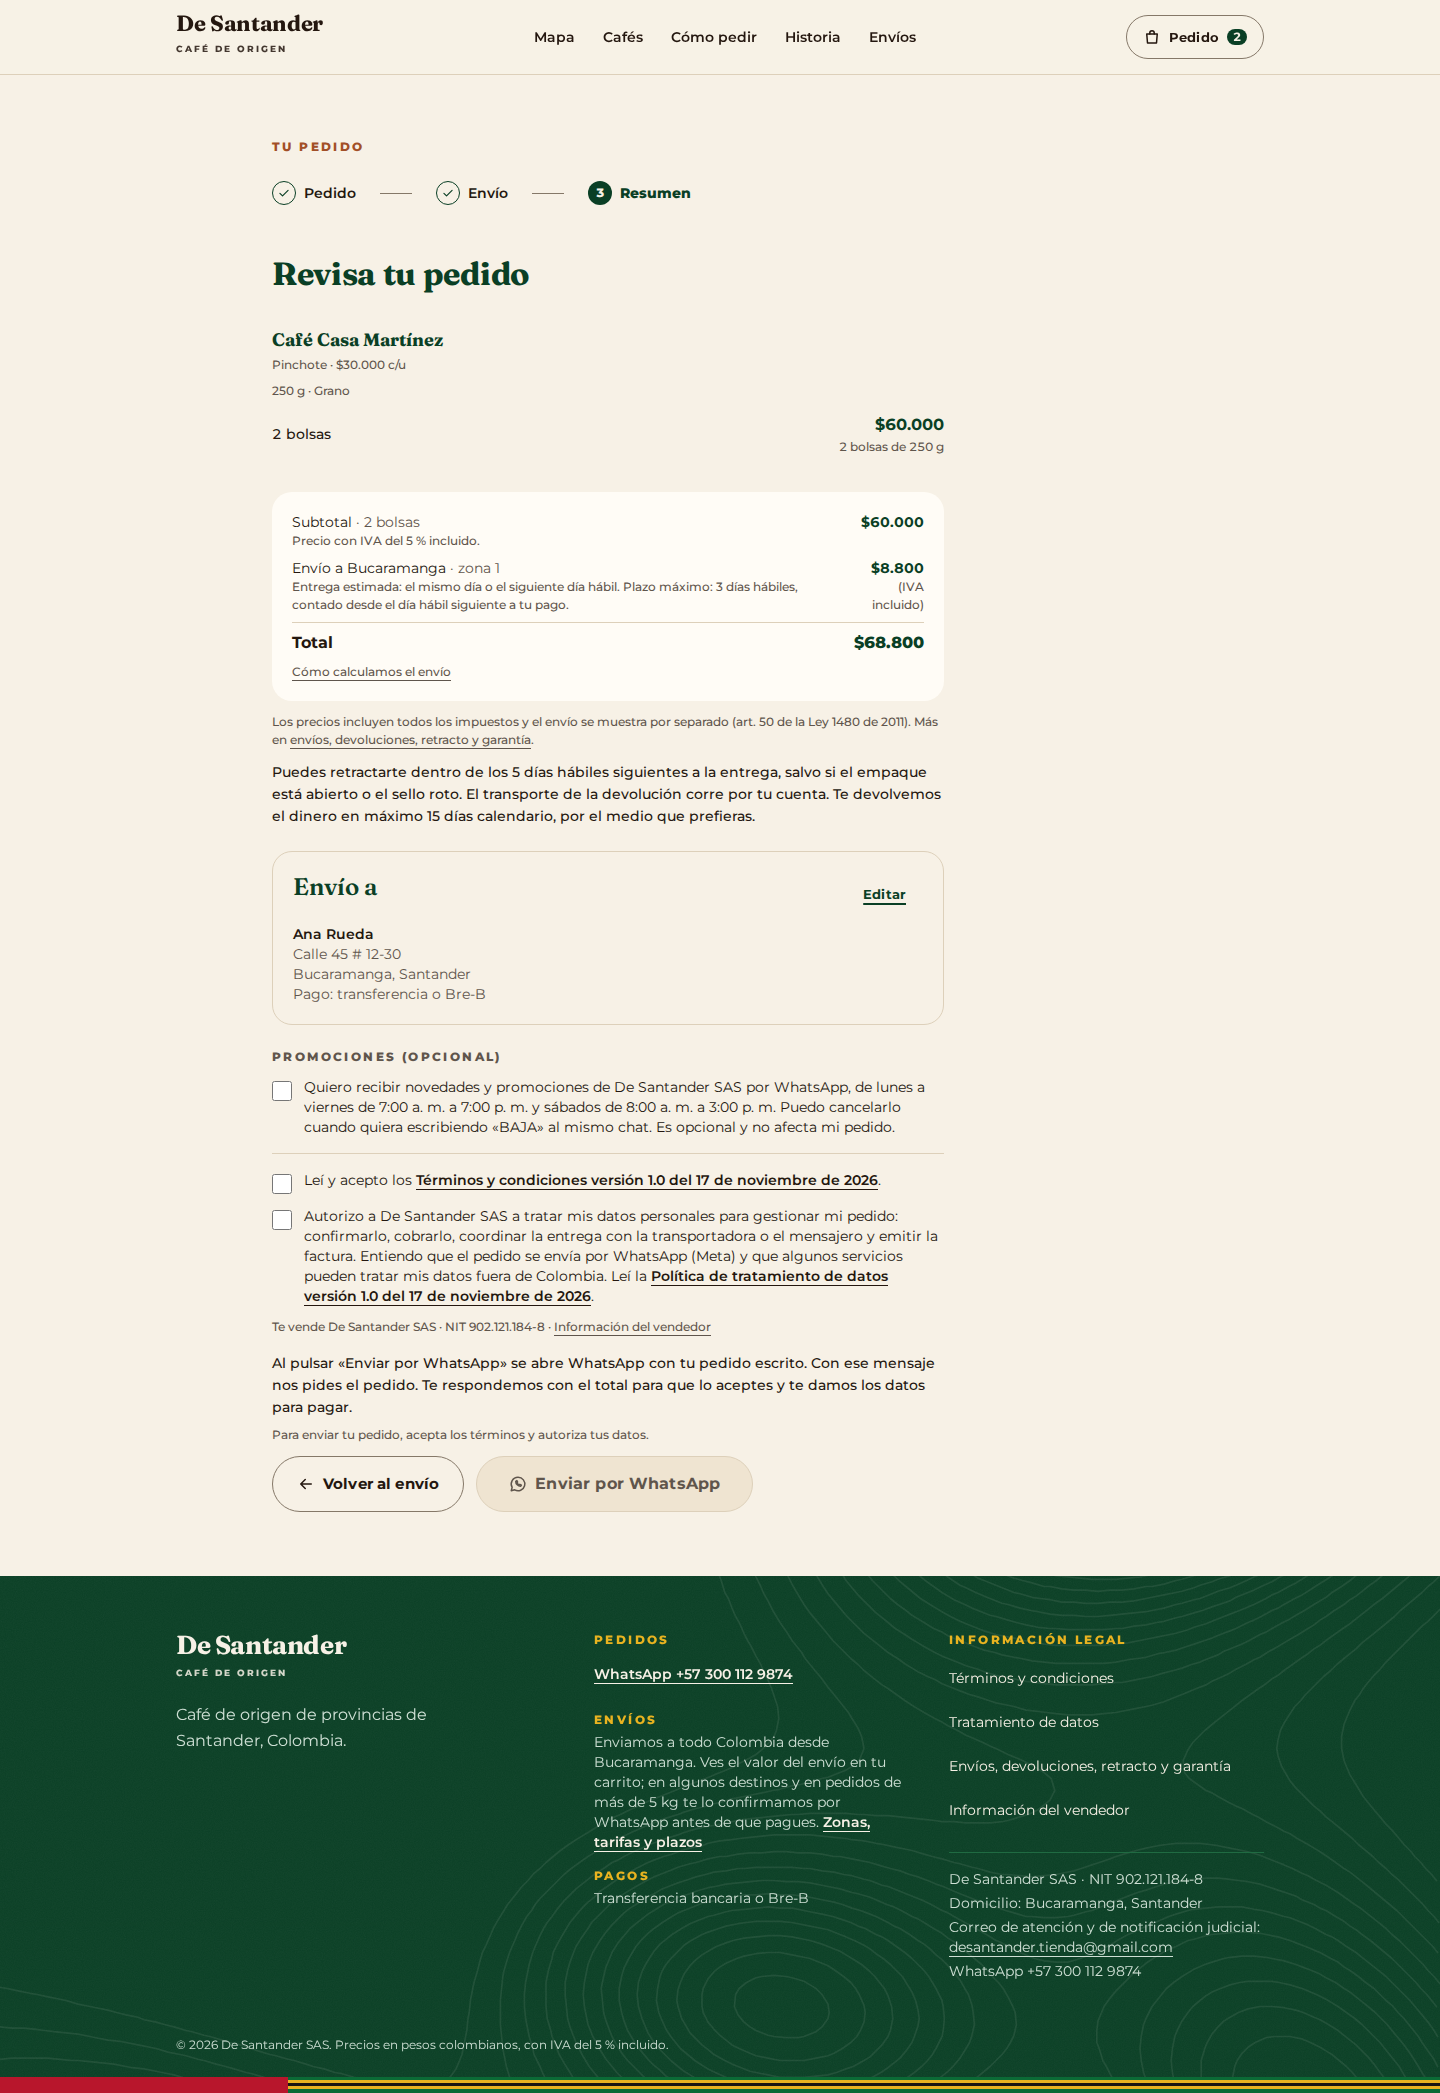 De Santander
CAFÉ DE ORIGEN
Mapa
Cafés
Cómo pedir
Historia
Envíos
Pedido 2
TU PEDIDO
Pedido
Envío
3 Resumen
Revisa tu pedido
Café Casa Martínez
Pinchote · $30.000 c/u
250 g · Grano
2 bolsas
$60.000
2 bolsas de 250 g
Subtotal · 2 bolsas
$60.000
Precio con IVA del 5 % incluido.
Envío a Bucaramanga · zona 1
$8.800
Entrega estimada: el mismo día o el siguiente día hábil. Plazo máximo: 3 días hábiles,
contado desde el día hábil siguiente a tu pago.
(IVA
incluido)
Total
$68.800
Cómo calculamos el envío
Los precios incluyen todos los impuestos y el envío se muestra por separado (art. 50 de la Ley 1480 de 2011). Más
en envíos, devoluciones, retracto y garantía.
Puedes retractarte dentro de los 5 días hábiles siguientes a la entrega, salvo si el empaque
está abierto o el sello roto. El transporte de la devolución corre por tu cuenta. Te devolvemos
el dinero en máximo 15 días calendario, por el medio que prefieras.
Envío a
Editar
Ana Rueda
Calle 45 # 12-30
Bucaramanga, Santander
Pago: transferencia o Bre-B
PROMOCIONES (OPCIONAL)
Quiero recibir novedades y promociones de De Santander SAS por WhatsApp, de lunes a
viernes de 7:00 a. m. a 7:00 p. m. y sábados de 8:00 a. m. a 3:00 p. m. Puedo cancelarlo
cuando quiera escribiendo «BAJA» al mismo chat. Es opcional y no afecta mi pedido.
Leí y acepto los Términos y condiciones versión 1.0 del 17 de noviembre de 2026.
Autorizo a De Santander SAS a tratar mis datos personales para gestionar mi pedido:
confirmarlo, cobrarlo, coordinar la entrega con la transportadora o el mensajero y emitir la
factura. Entiendo que el pedido se envía por WhatsApp (Meta) y que algunos servicios
pueden tratar mis datos fuera de Colombia. Leí la Política de tratamiento de datos
versión 1.0 del 17 de noviembre de 2026.
Te vende De Santander SAS · NIT 902.121.184-8 · Información del vendedor
Al pulsar «Enviar por WhatsApp» se abre WhatsApp con tu pedido escrito. Con ese mensaje
nos pides el pedido. Te respondemos con el total para que lo aceptes y te damos los datos
para pagar.
Para enviar tu pedido, acepta los términos y autoriza tus datos.
Volver al envío
Enviar por WhatsApp
De Santander
CAFÉ DE ORIGEN
Café de origen de provincias de
Santander, Colombia.
PEDIDOS
WhatsApp +57 300 112 9874
ENVÍOS
Enviamos a todo Colombia desde
Bucaramanga. Ves el valor del envío en tu
carrito; en algunos destinos y en pedidos de
más de 5 kg te lo confirmamos por
WhatsApp antes de que pagues. Zonas,
tarifas y plazos
PAGOS
Transferencia bancaria o Bre-B
INFORMACIÓN LEGAL
Términos y condiciones
Tratamiento de datos
Envíos, devoluciones, retracto y garantía
Información del vendedor
De Santander SAS · NIT 902.121.184-8
Domicilio: Bucaramanga, Santander
Correo de atención y de notificación judicial:
desantander.tienda@gmail.com
WhatsApp +57 300 112 9874
© 2026 De Santander SAS. Precios en pesos colombianos, con IVA del 5 % incluido.